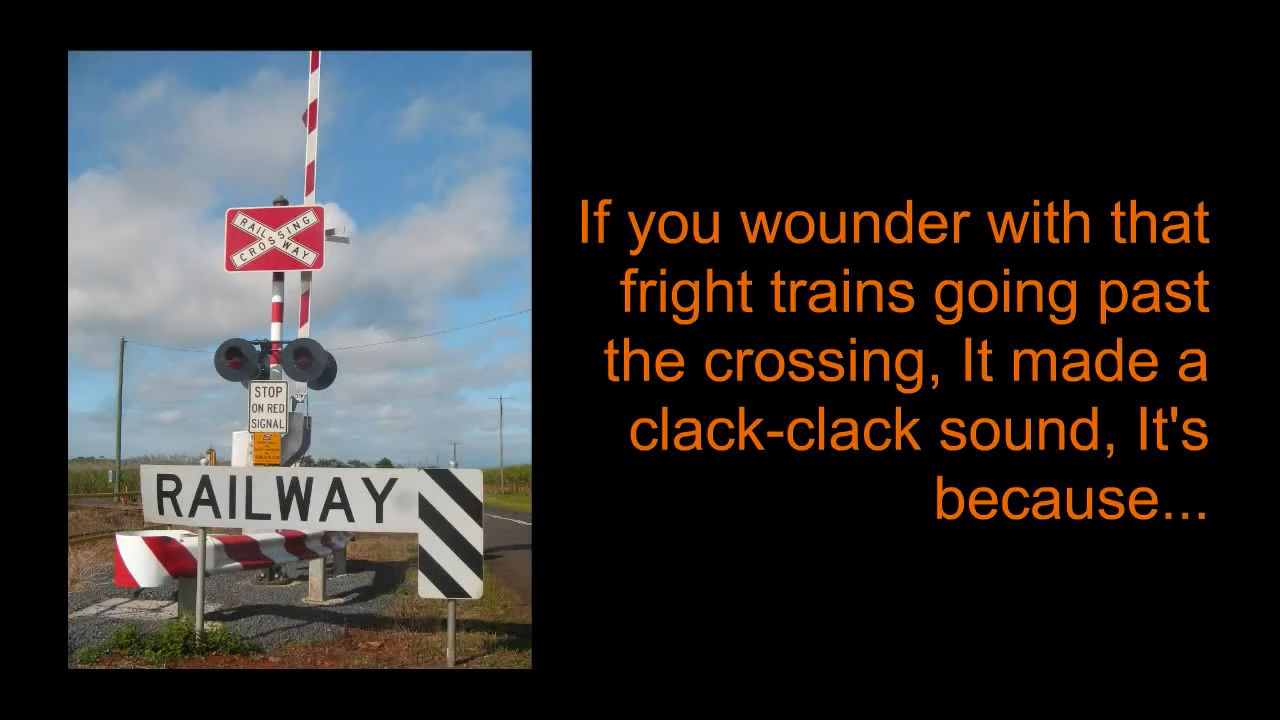 RAILWAY
CROSSING
STOP
ON RED
SIGNAL
RAILWAY
If you wounder with that
fright trains going past
the crossing, It made a
clack-clack sound, It's
because...